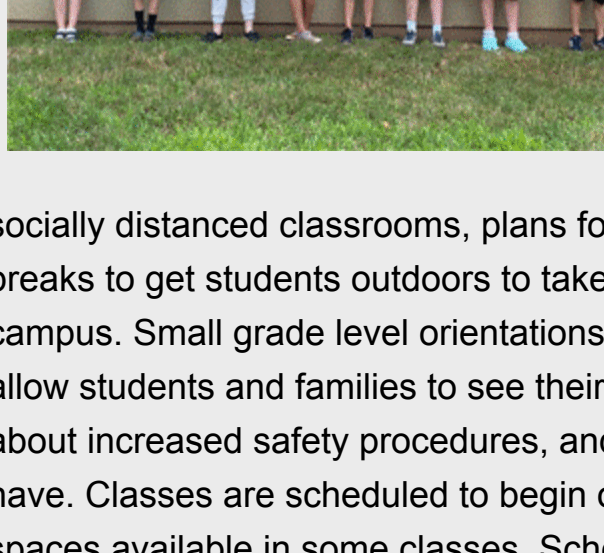 socially distanced classrooms, plans fo
breaks to get students outdoors to take
campus. Small grade level orientations
allow students and families to see their
about increased safety procedures, and
have. Classes are scheduled to begin
spaces available in some classes. Sch